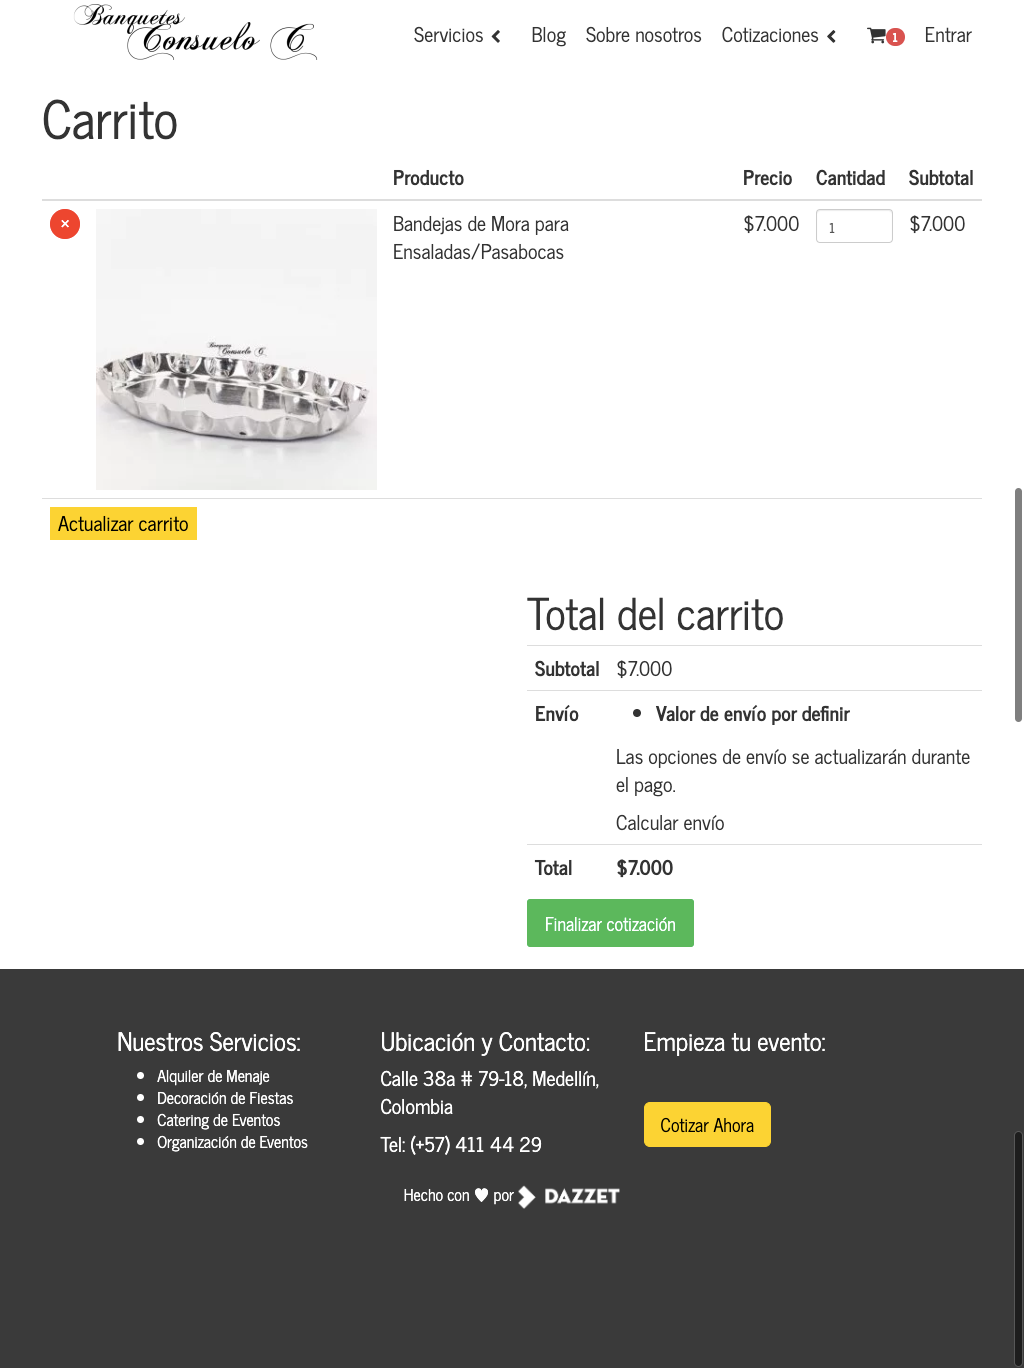 Banquetes
Consuelo C
Servicios
Blog
Sobre nosotros
Cotizaciones
1
Entrar
Carrito
Producto Precio Cantidad Subtotal
×
Banquetes
Consuelo C
Bandejas de Mora para
Ensaladas/Pasabocas
$7.000
1
$7.000
Actualizar carrito
Total del carrito
Subtotal $7.000
Envío
• Valor de envío por definir
Las opciones de envío se actualizarán durante
el pago.
Calcular envío
Total $7.000
Finalizar cotización
Nuestros Servicios:
• Alquiler de Menaje
• Decoración de Fiestas
• Catering de Eventos
• Organización de Eventos
Ubicación y Contacto:
Calle 38a # 79-18, Medellín,
Colombia
Tel: (+57) 411 44 29
Empieza tu evento:
Cotizar Ahora
Hecho con ♥ por DAZZET